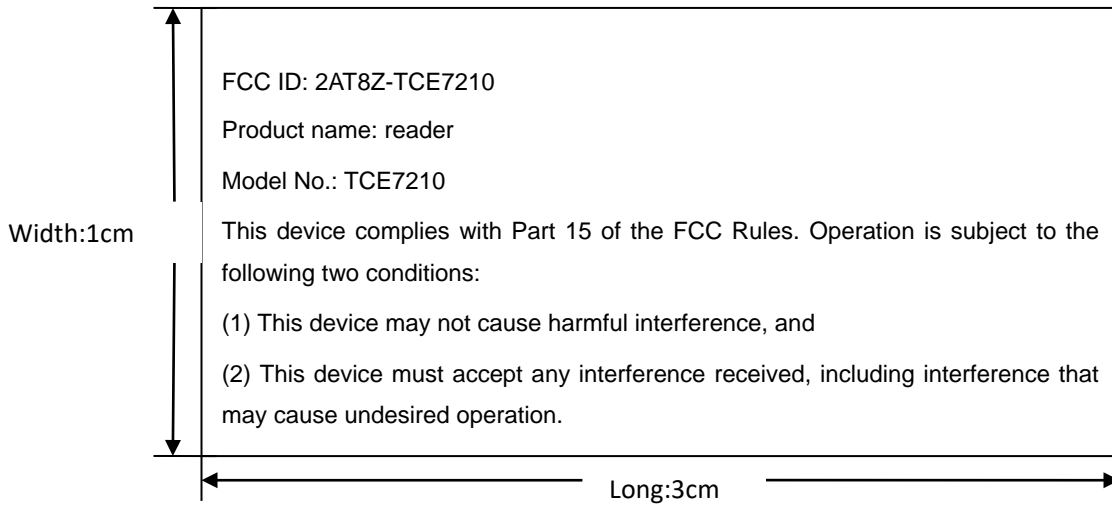 FCC ID: 2AT8Z-TCE7210
Product name: reader
Model No.: TCE7210
Width:1cm
This device complies with Part 15 of the FCC Rules. Operation is subject to the
following two conditions:
(1) This device may not cause harmful interference, and
(2) This device must accept any interference received, including interference that
may cause undesired operation.
Long:3cm